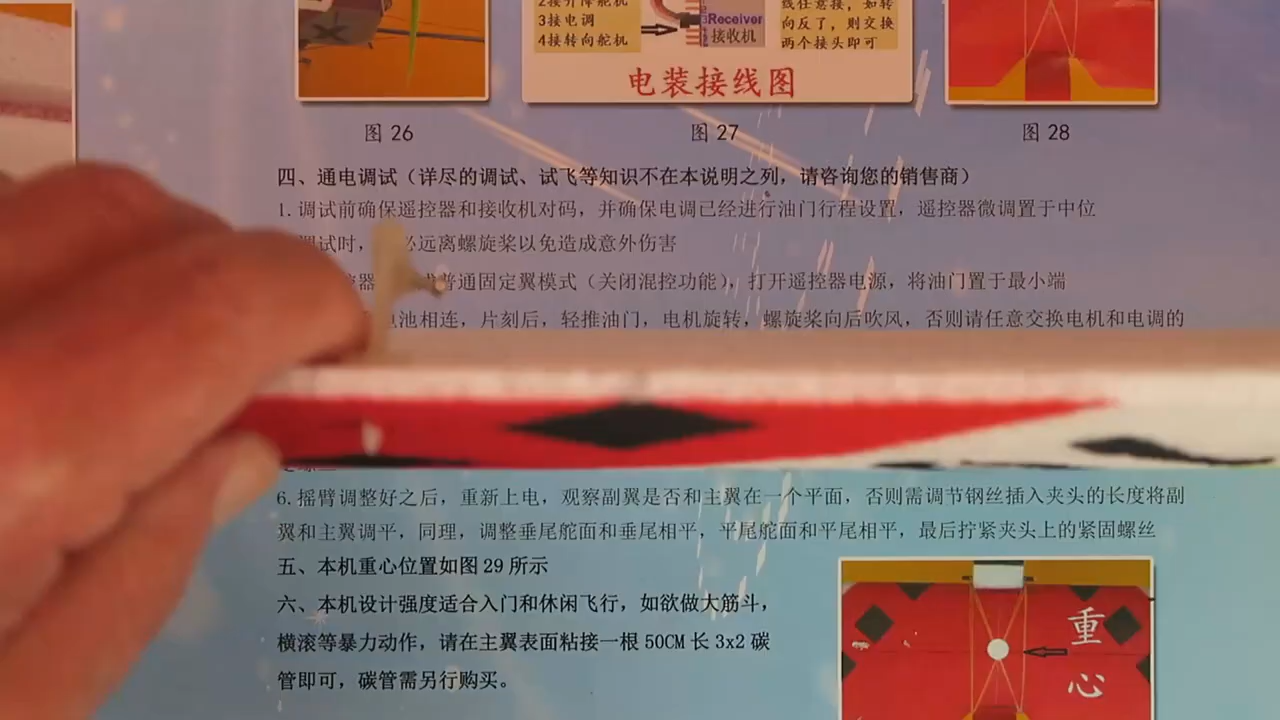 2接升降舵机
3接电调
4接转向舵机
Receiver
接收机
线任意接，如转
向反了，则交换
两个接头即可
电装接线图
图 26
图 27
图 28
四、通电调试（详尽的调试、试飞等知识不在本说明之列，请咨询您的销售商）
1.调试前确保遥控器和接收机对码，并确保电调已经进行油门行程设置，遥控器微调置于中位
调试时，
必远离螺旋桨以免造成意外伤害
控器
普通固定翼模式（关闭混控功能），打开遥控器电源，将油门置于最小端
池相连，片刻后，轻推油门，电机旋转，螺旋桨向后吹风，否则请任意交换电机和电调的
6.摇臂调整好之后，重新上电，观察副翼是否和主翼在一个平面，否则需调节钢丝插入夹头的长度将副
翼和主翼调平，同理，调整垂尾舵面和垂尾相平，平尾舵面和平尾相平，最后拧紧夹头上的紧固螺丝
五、本机重心位置如图 29 所示
六、本机设计强度适合入门和休闲飞行，如欲做大筋斗，
横滚等暴力动作，请在主翼表面粘接一根 50CM 长 3x2 碳
管即可，碳管需另行购买。
重
心